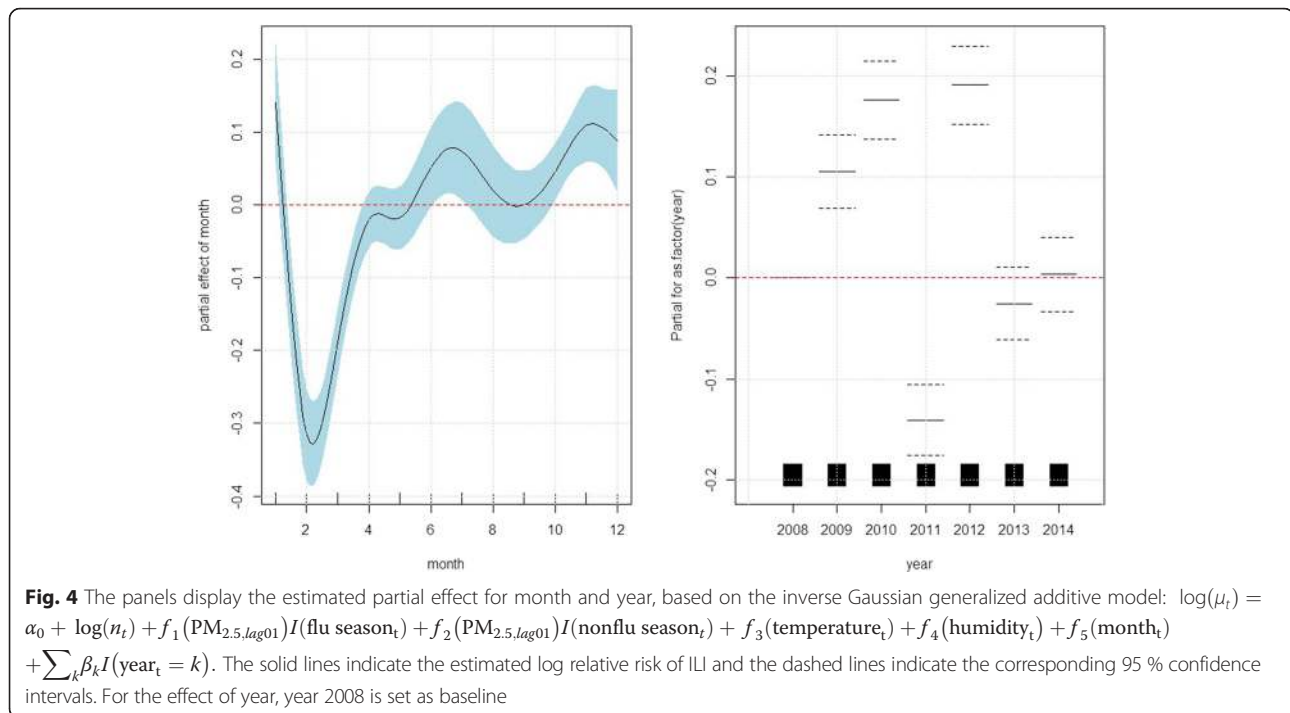 0.2
0.1
0.0
-0.1
-0.2
-0.3
-0.4
partial effect of month
2 4 6 8 10 12
month
0.2
0.1
0.0
-0.1
-0.2
Partial for as.factor(year)
2008 2009 2010 2011 2012 2013 2014
year
Fig. 4 The panels display the estimated partial effect for month and year, based on the inverse Gaussian generalized additive model: log(μₜ) =
α₀ + log(nₜ) + f₁(PM₂.₅,lag01)I(flu seasonₜ) + f₂(PM₂.₅,lag01)I(nonflu seasonₜ) + f₃(temperatureₜ) + f₄(humidityₜ) + f₅(monthₜ)
+∑ₖβₖI(yearₜ = k). The solid lines indicate the estimated log relative risk of ILI and the dashed lines indicate the corresponding 95 % confidence
intervals. For the effect of year, year 2008 is set as baseline